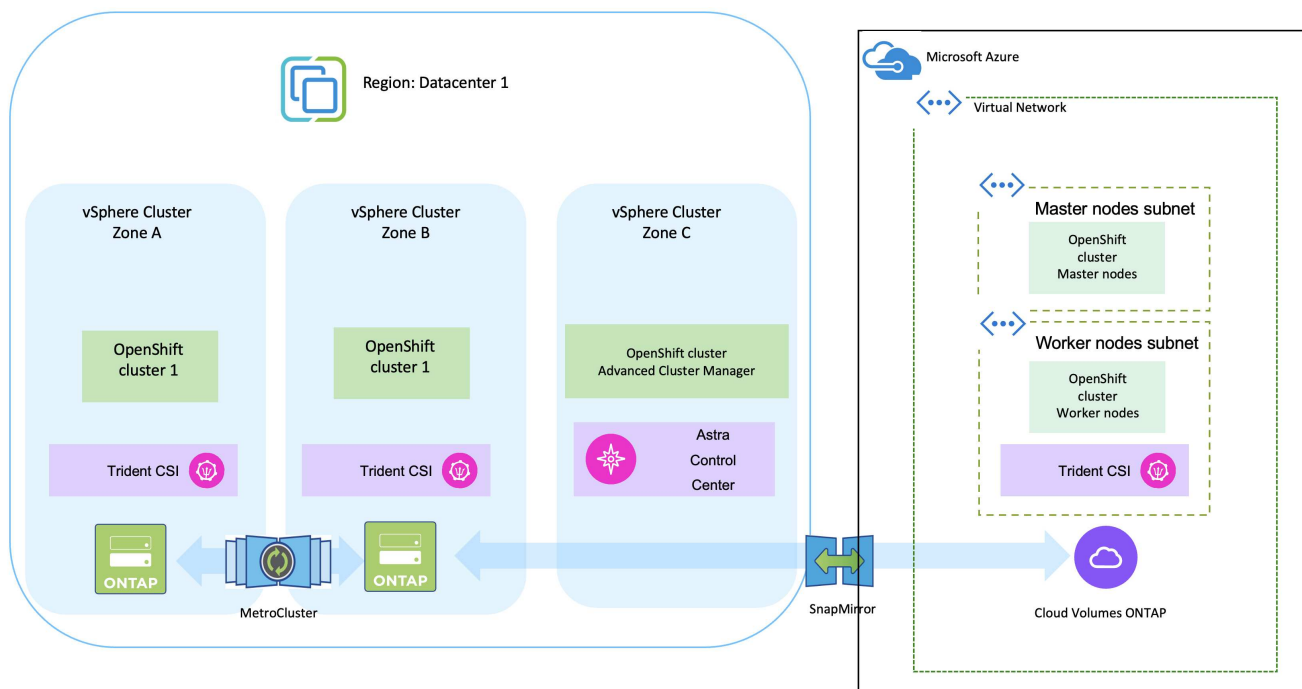 Region: Datacenter 1
Microsoft Azure
Virtual Network
vSphere Cluster
Zone A
vSphere Cluster
Zone B
vSphere Cluster
Zone C
Master nodes subnet
OpenShift
cluster
Master nodes
OpenShift
cluster 1
OpenShift
cluster 1
OpenShift cluster
Advanced Cluster Manager
Worker nodes subnet
OpenShift
cluster
Worker nodes
Trident CSI
Trident CSI
Astra
Control
Center
Trident CSI
ONTAP
ONTAP
MetroCluster
SnapMirror
Cloud Volumes ONTAP